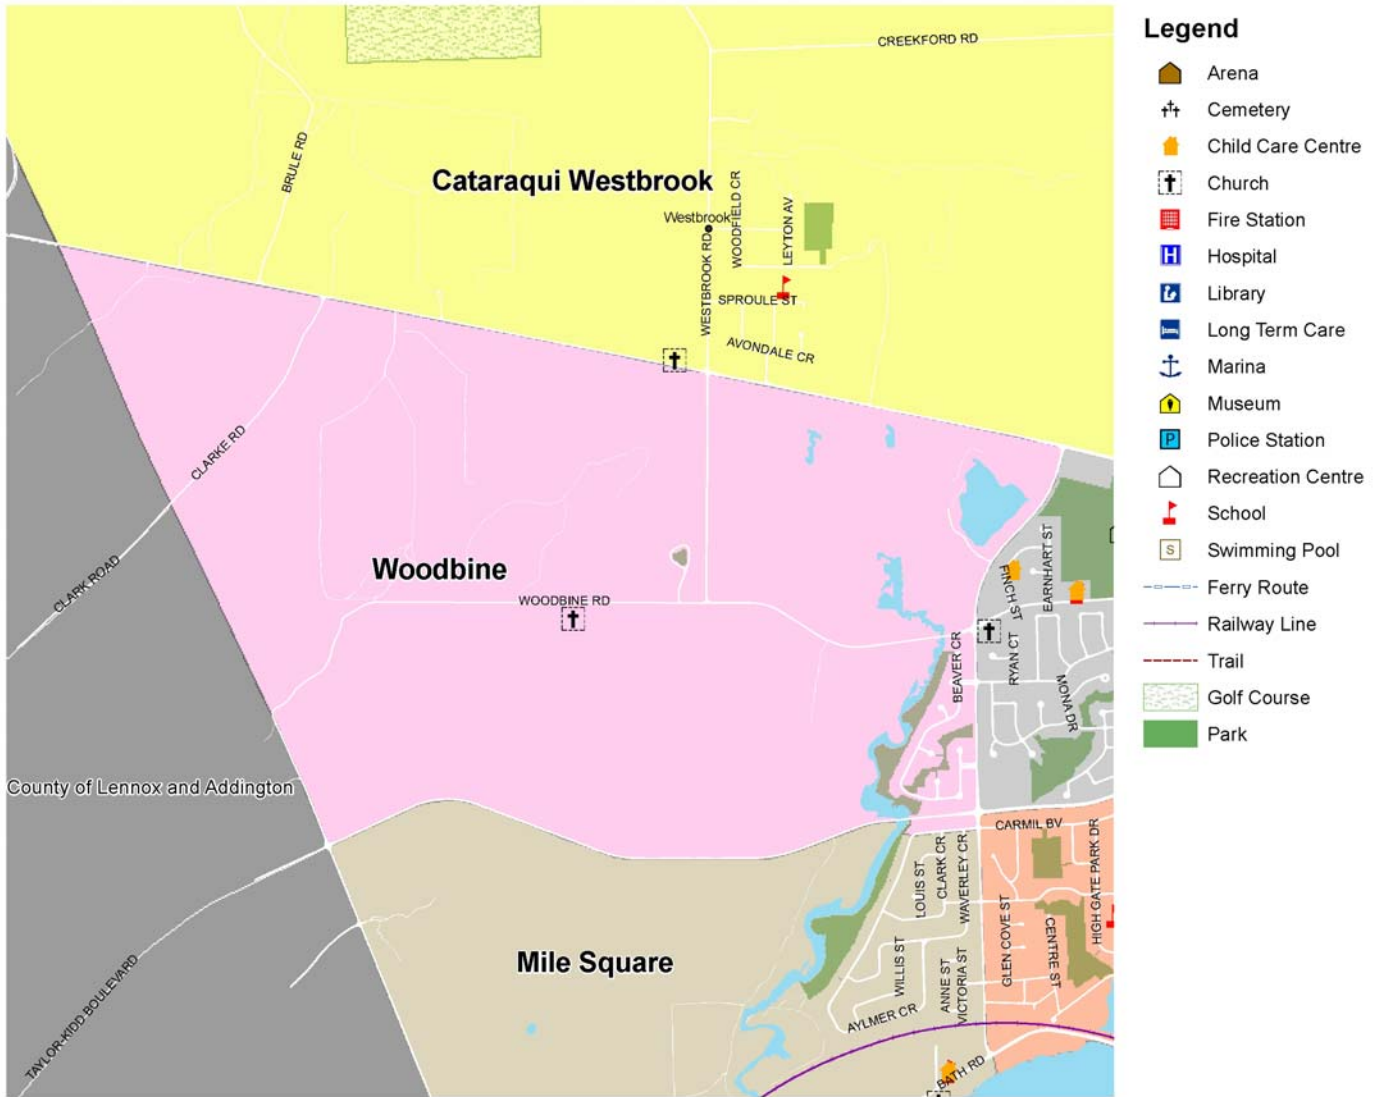 CREEKFORD RD
BRULE RD
Cataraqui Westbrook
WOODFIELD CR
LEYTON AV
Westbrook
WESTBROOK RD
SPROULE ST
AVONDALE CR
CLARKE RD
CLARK ROAD
Woodbine
WOODBINE RD
FINCH ST
EARNHART ST
BEAVER CR
RYAN CT
MONA DR
County of Lennox and Addington
CARMIL BV
LOUIS ST
CLARK CR
WAVERLEY CR
HIGH GATE PARK DR
GLEN COVE ST
CENTRE ST
Mile Square
WILLIS ST
ANNE ST
VICTORIA ST
AYLMER CR
TAYLOR-KIDD BOULEVARD
BATH RD
Legend
Arena
Cemetery
Child Care Centre
Church
Fire Station
H Hospital
Library
Long Term Care
Marina
Museum
P Police Station
Recreation Centre
School
S Swimming Pool
Ferry Route
Railway Line
Trail
Golf Course
Park